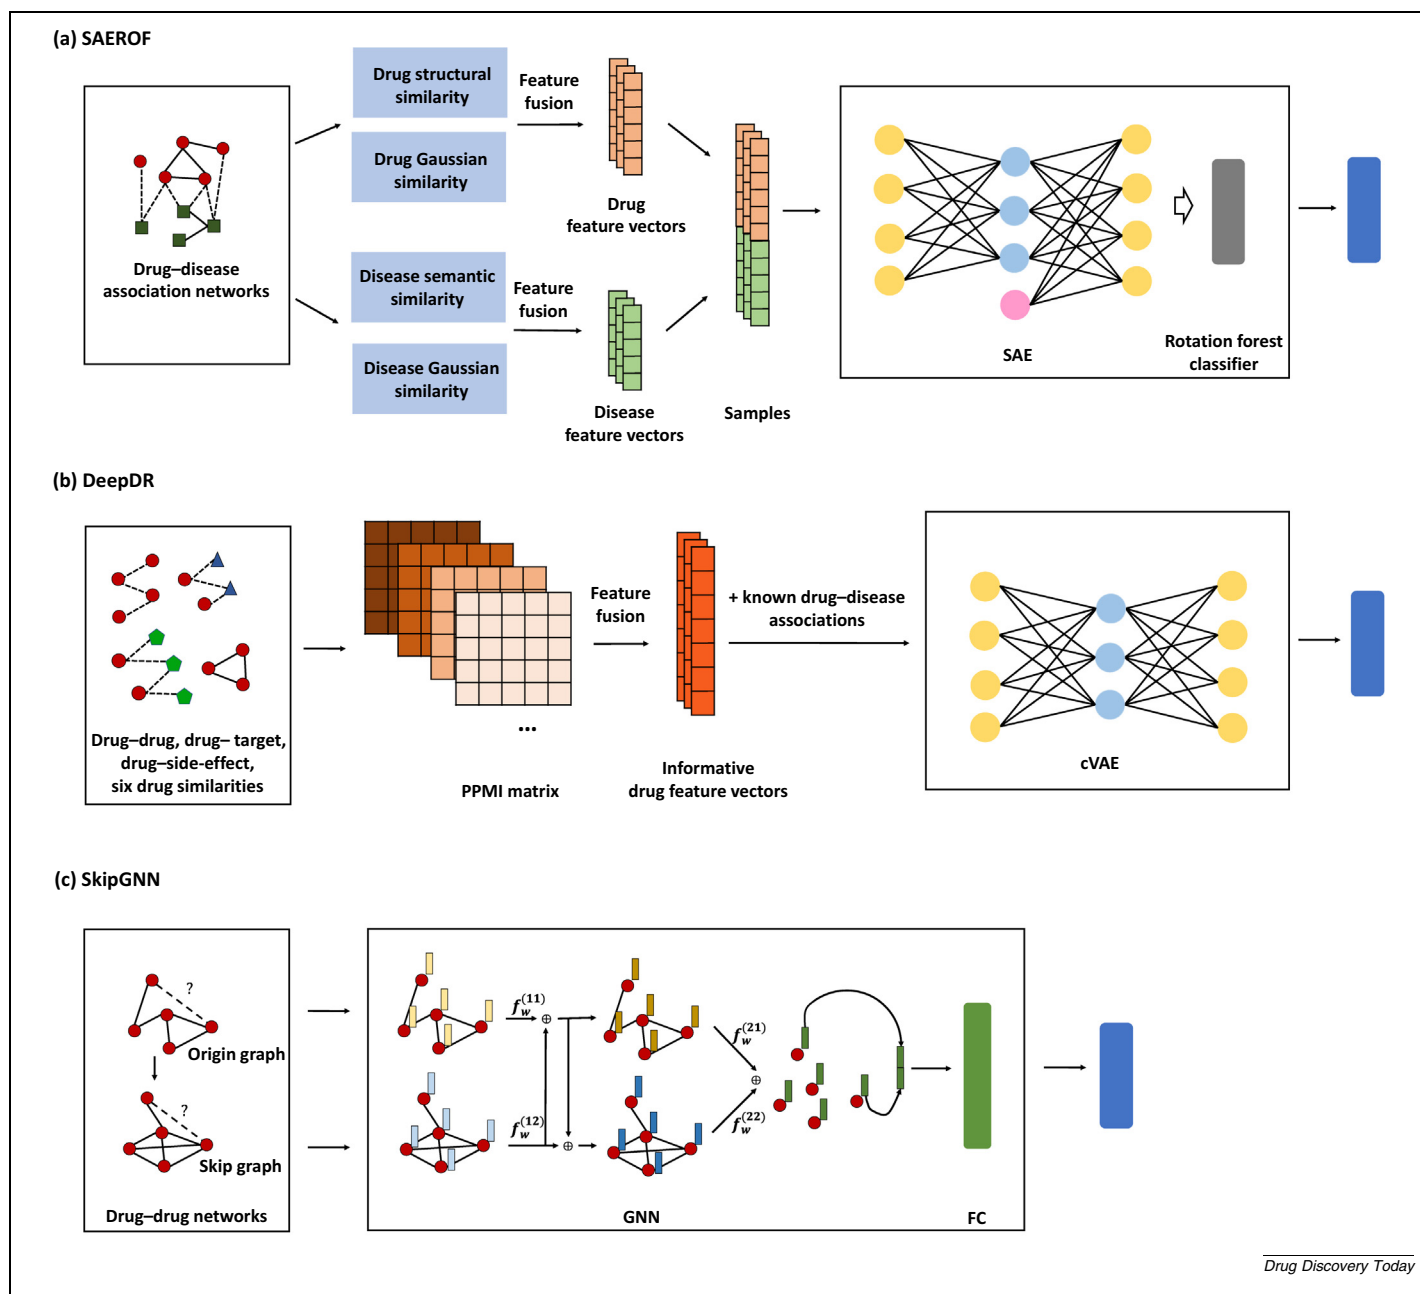 (a) SAEROF
Drug structural
similarity
Feature
fusion
Drug Gaussian
similarity
Drug
feature vectors
Drug–disease
association networks
Disease semantic
similarity
Feature
fusion
Disease Gaussian
similarity
Disease
feature vectors
Samples
SAE
Rotation forest
classifier
(b) DeepDR
Feature
fusion
+ known drug–disease
associations
Drug–drug, drug– target,
drug–side-effect,
six drug similarities
...
PPMI matrix
Informative
drug feature vectors
cVAE
(c) SkipGNN
?
Origin graph
?
Skip graph
Drug–drug networks
f_w^(11)
⊕
f_w^(12)
⊕
f_w^(21)
⊕
f_w^(22)
GNN
FC
Drug Discovery Today